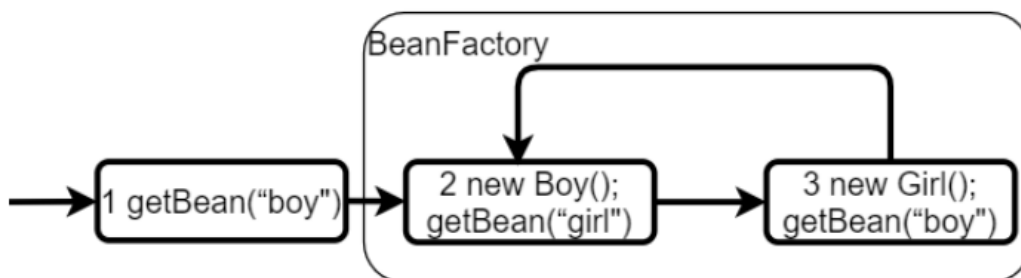 BeanFactory
1 getBean(“boy")
2 new Boy();
getBean(“girl")
3 new Girl();
getBean(“boy")